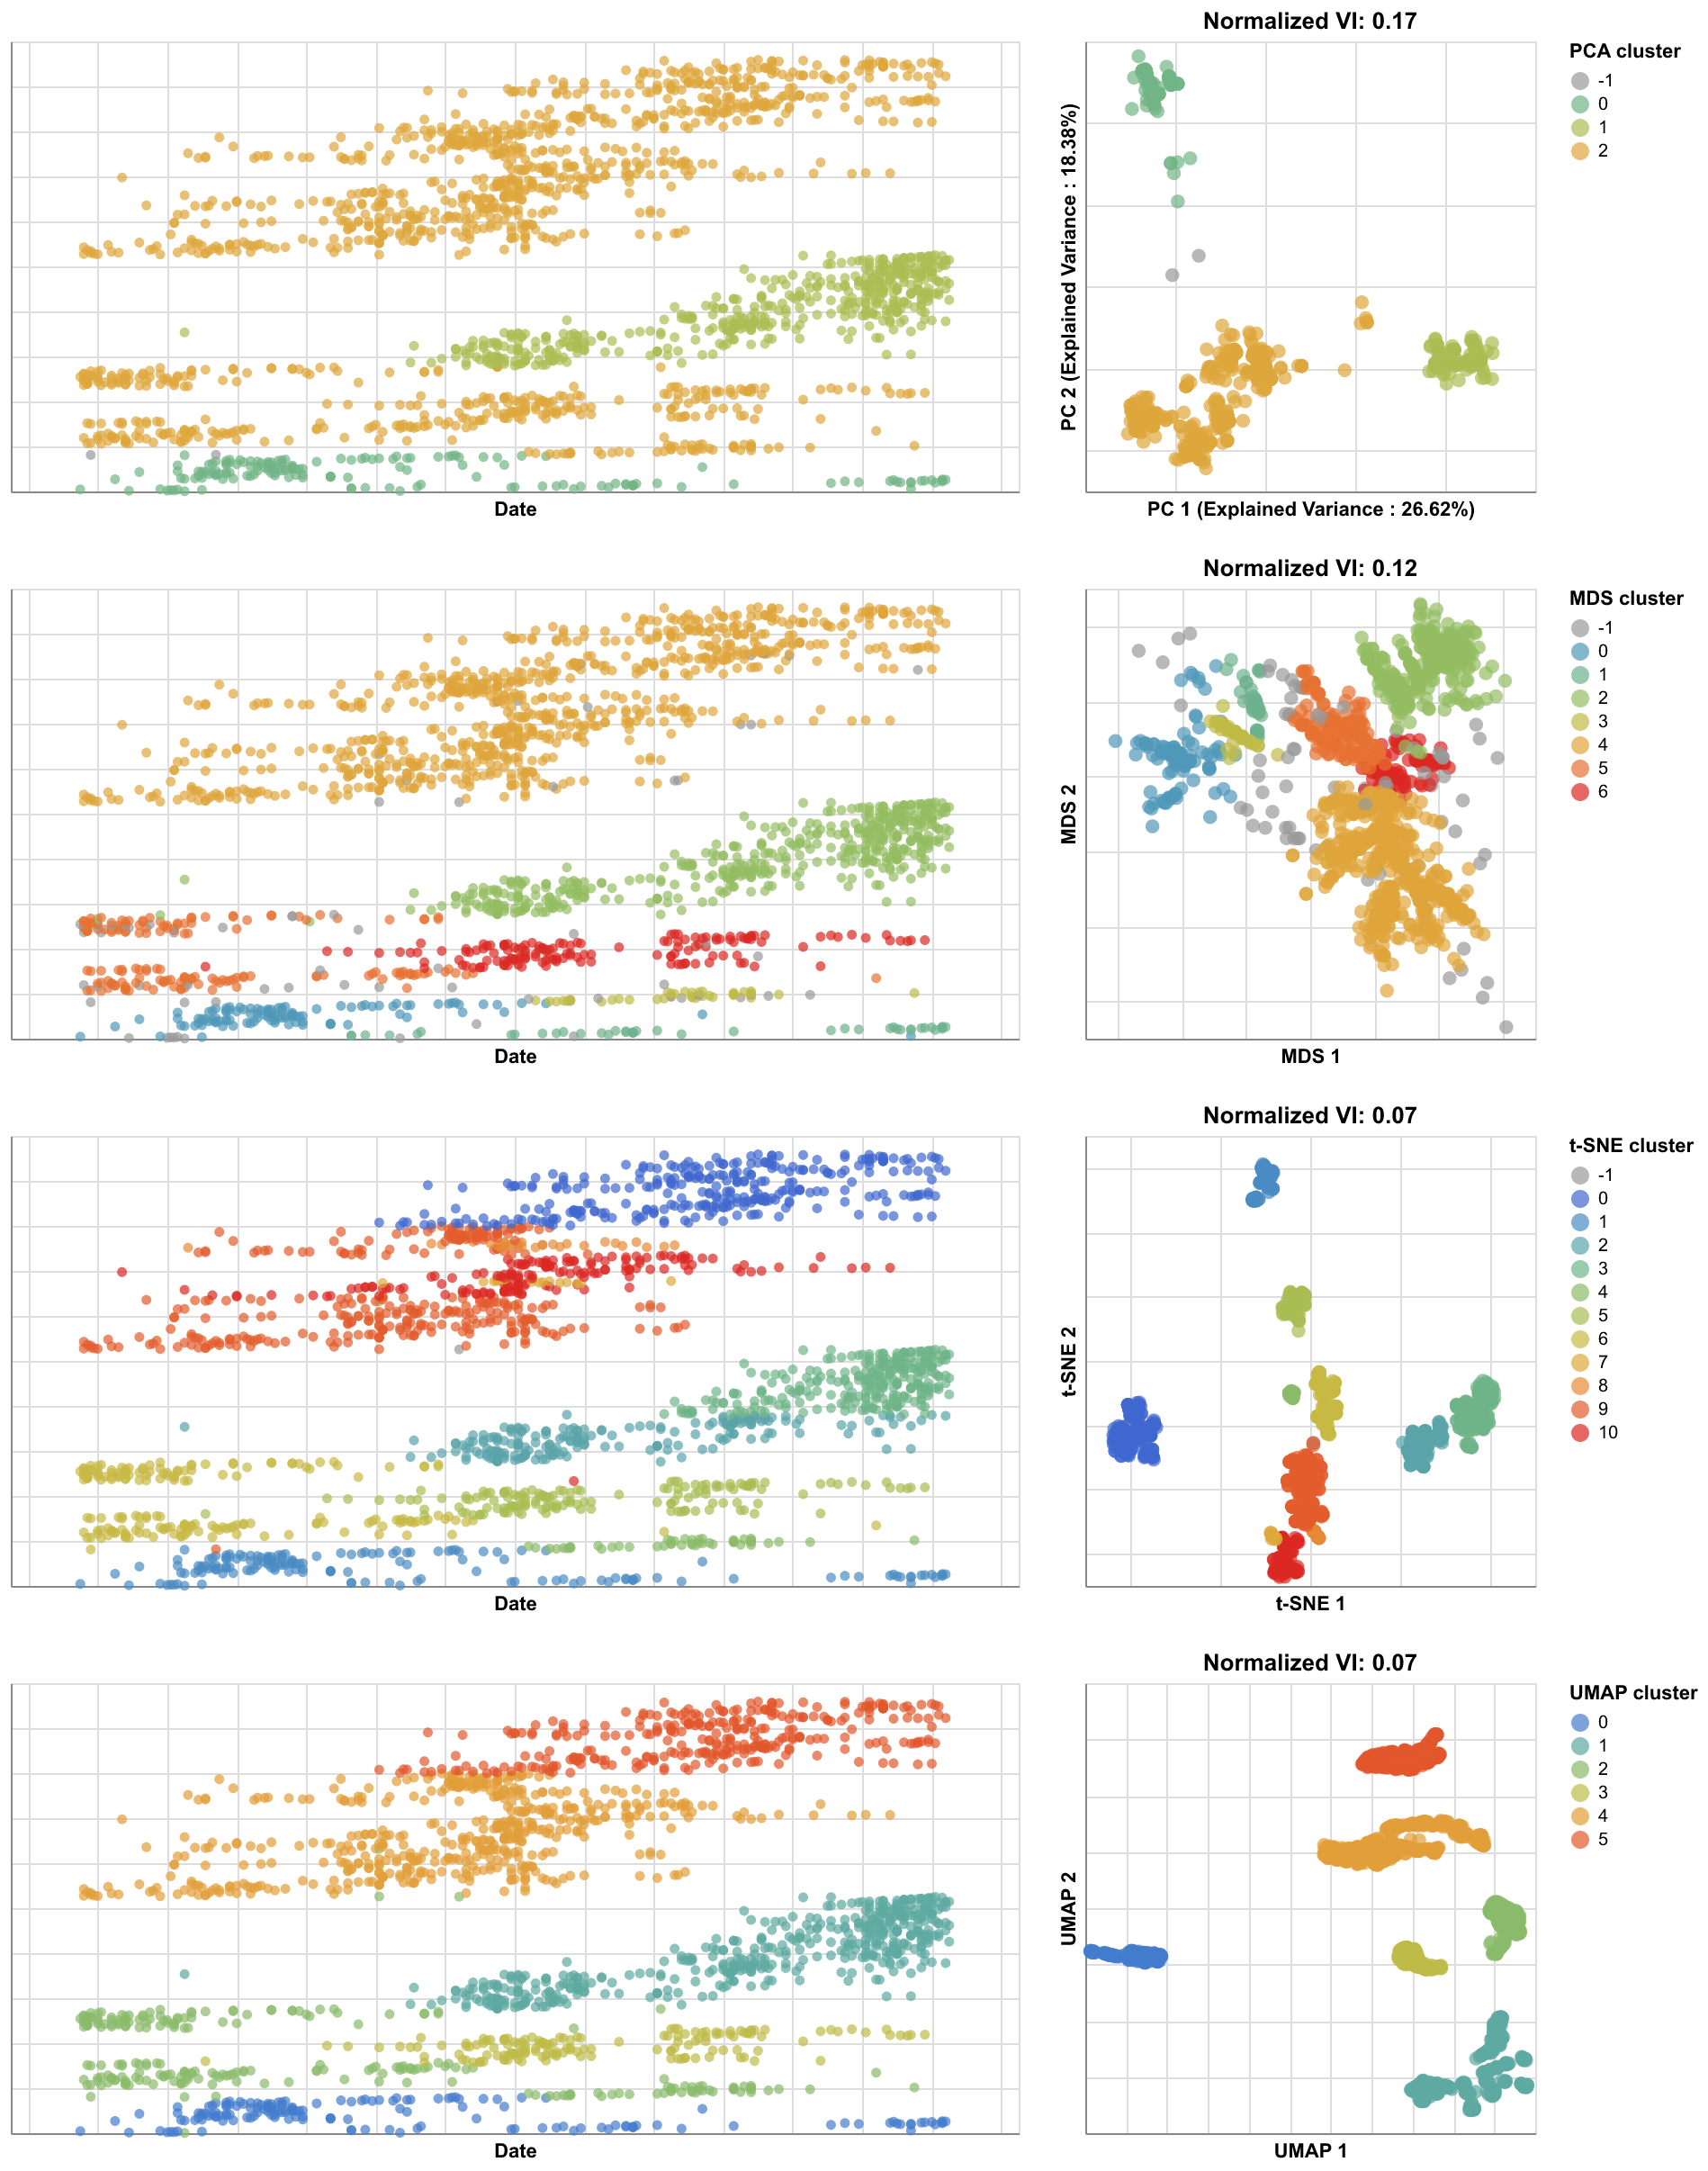 Normalized VI: 0.17
PCA cluster
-1
0
1
2
PC 2 (Explained Variance : 18.38%)
Date
PC 1 (Explained Variance : 26.62%)
Normalized VI: 0.12
MDS cluster
-1
0
1
2
3
4
5
6
MDS 2
Date
MDS 1
Normalized VI: 0.07
t-SNE cluster
-1
0
1
2
3
4
5
6
7
8
9
10
t-SNE 2
Date
t-SNE 1
Normalized VI: 0.07
UMAP cluster
0
1
2
3
4
5
UMAP 2
Date
UMAP 1